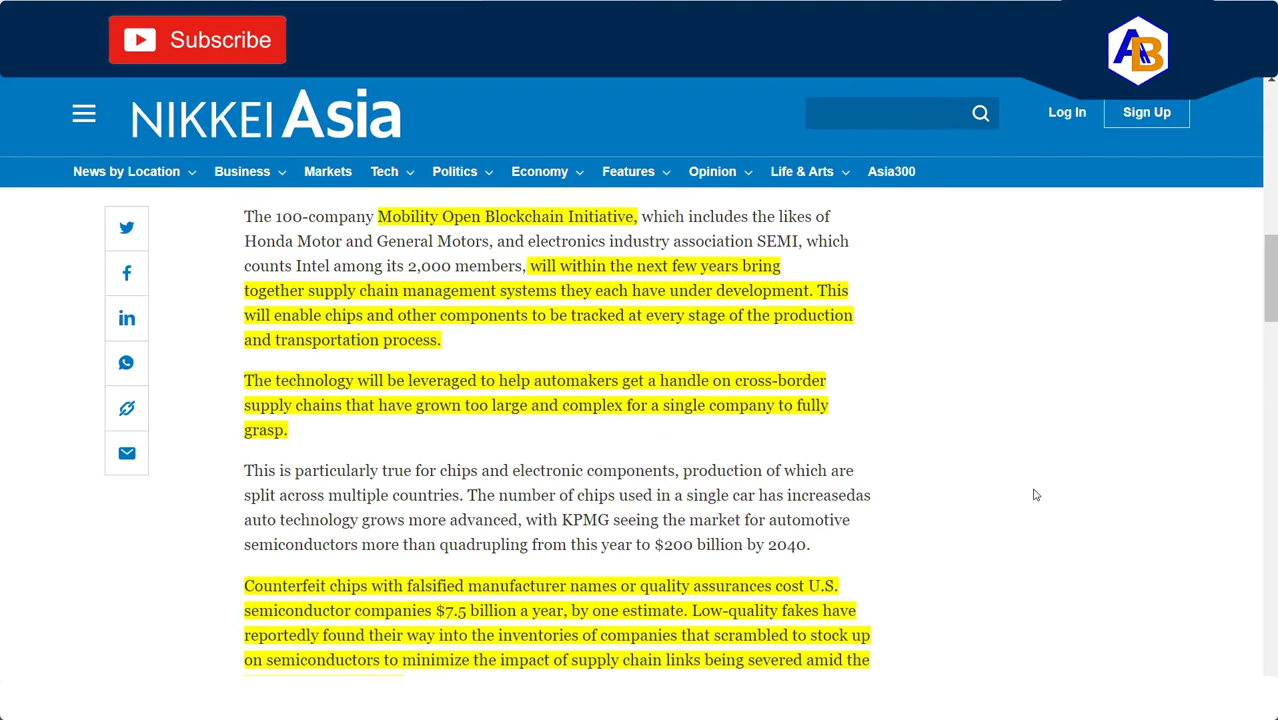 Subscribe
AB
NIKKEI Asia
Log In
Sign Up
News by Location
Business
Markets
Tech
Politics
Economy
Features
Opinion
Life & Arts
Asia300
The 100-company Mobility Open Blockchain Initiative, which includes the likes of
Honda Motor and General Motors, and electronics industry association SEMI, which
counts Intel among its 2,000 members, will within the next few years bring
together supply chain management systems they each have under development. This
will enable chips and other components to be tracked at every stage of the production
and transportation process.
The technology will be leveraged to help automakers get a handle on cross-border
supply chains that have grown too large and complex for a single company to fully
grasp.
This is particularly true for chips and electronic components, production of which are
split across multiple countries. The number of chips used in a single car has increasedas
auto technology grows more advanced, with KPMG seeing the market for automotive
semiconductors more than quadrupling from this year to $200 billion by 2040.
Counterfeit chips with falsified manufacturer names or quality assurances cost U.S.
semiconductor companies $7.5 billion a year, by one estimate. Low-quality fakes have
reportedly found their way into the inventories of companies that scrambled to stock up
on semiconductors to minimize the impact of supply chain links being severed amid the